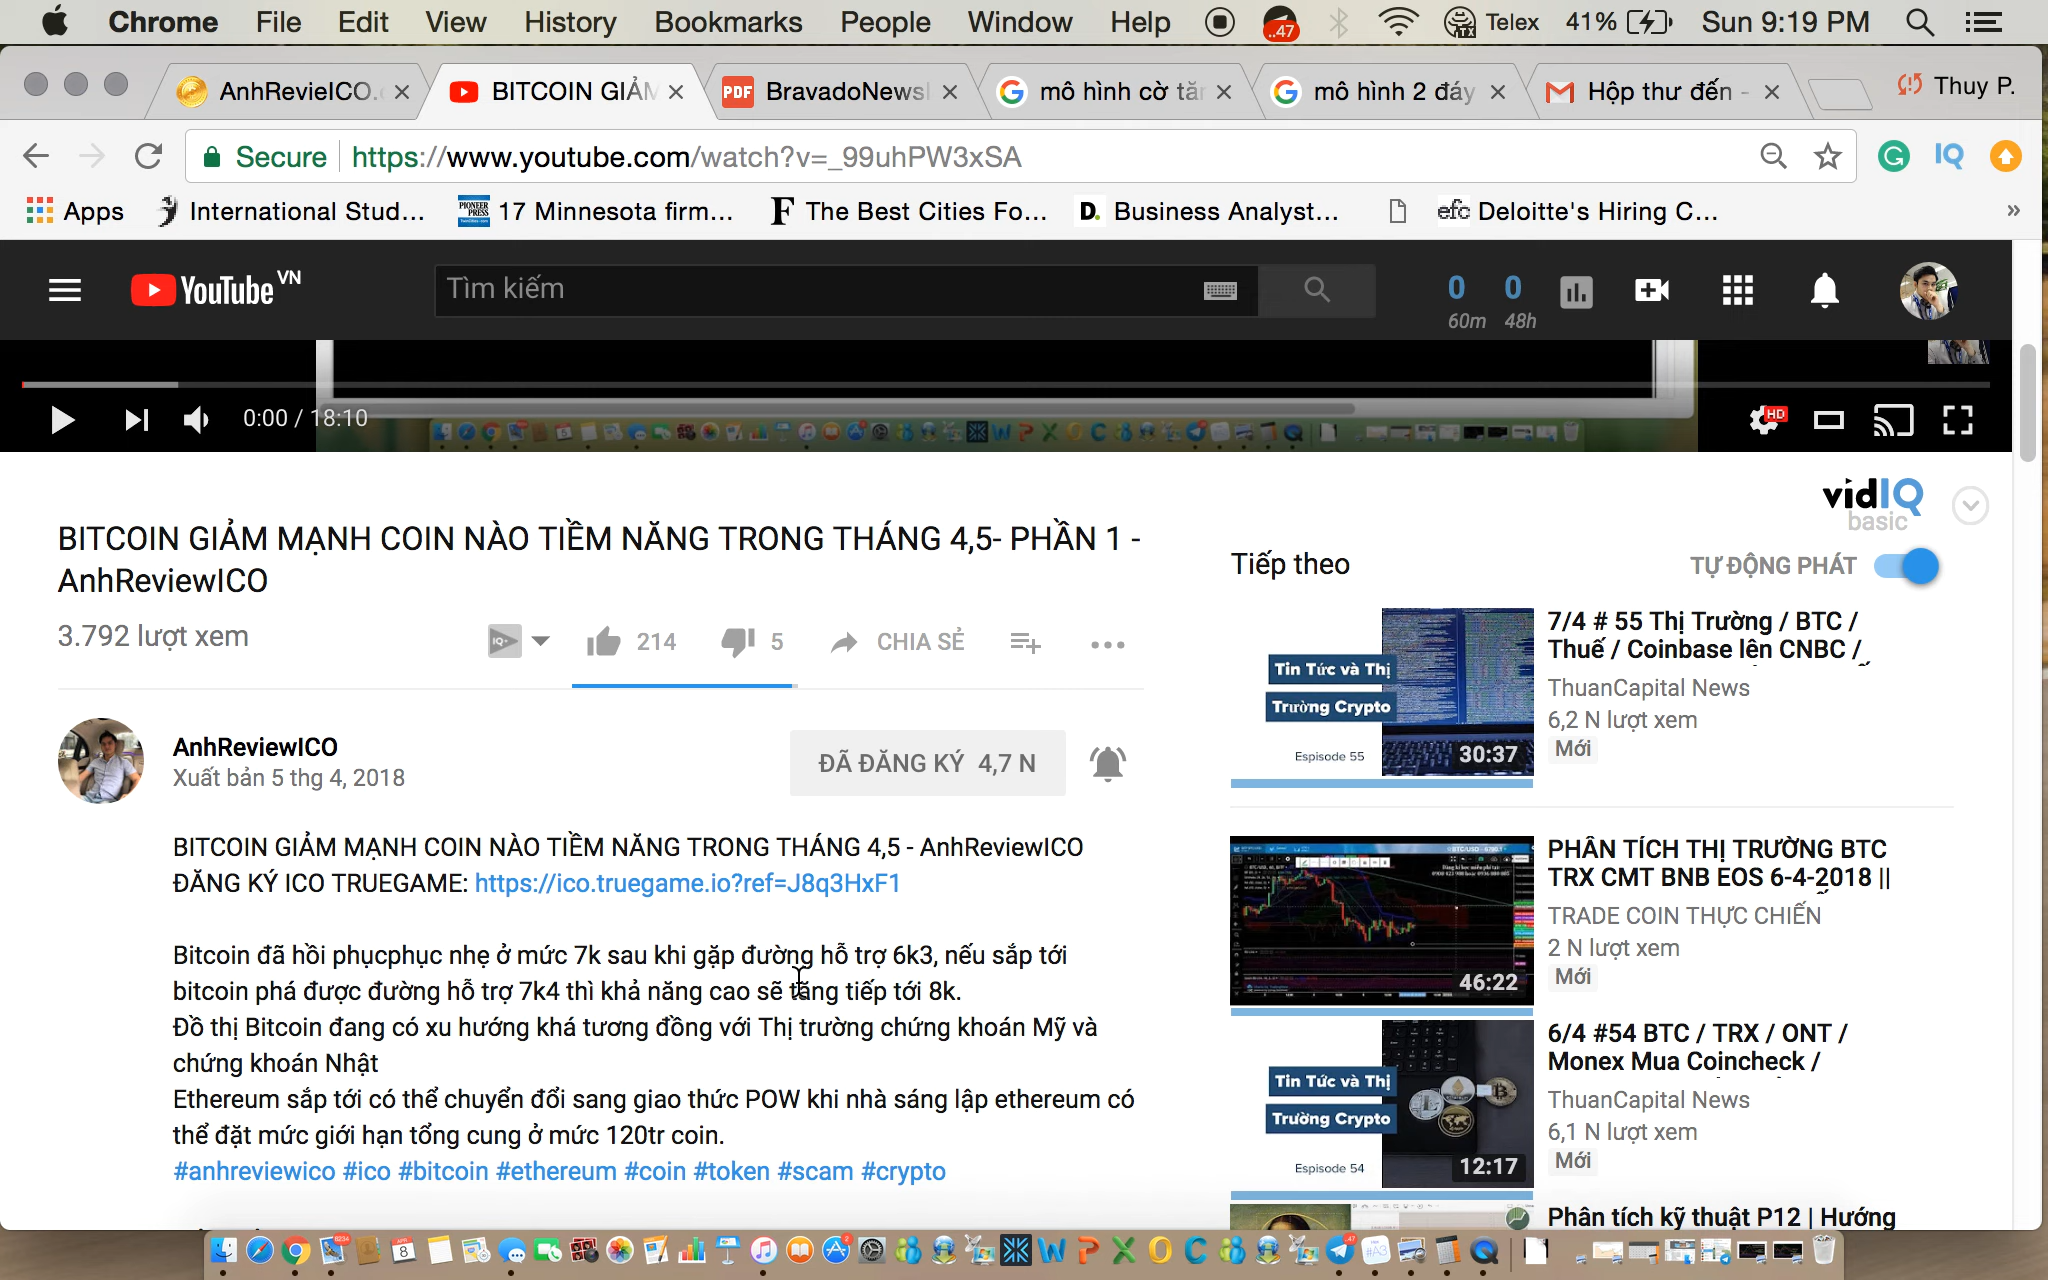 Chrome File Edit View History Bookmarks People Window Help ..47 TX Telex 41% Sun 9:19 PM
AnhRevieICO. BITCOIN GIẢM PDF BravadoNewsl mô hình cờ tăn mô hình 2 đáy Hộp thư đến - Thuy P.
Secure https://www.youtube.com/watch?v=_99uhPW3xSA IQ
Apps International Stud... PIONEER PRESS 17 Minnesota firm... F The Best Cities Fo... D. Business Analyst... efc Deloitte's Hiring C... »
YouTube VN Tìm kiếm 0 0
60m 48h
0:00 / 18:10 HD
vidIQ
basic
BITCOIN GIẢM MẠNH COIN NÀO TIỀM NĂNG TRONG THÁNG 4,5- PHẦN 1 -
AnhReviewICO
3.792 lượt xem IQ 214 5 CHIA SẺ
AnhReviewICO
Xuất bản 5 thg 4, 2018
ĐÃ ĐĂNG KÝ 4,7 N
BITCOIN GIẢM MẠNH COIN NÀO TIỀM NĂNG TRONG THÁNG 4,5 - AnhReviewICO
ĐĂNG KÝ ICO TRUEGAME: https://ico.truegame.io?ref=J8q3HxF1
Bitcoin đã hồi phụcphục nhẹ ở mức 7k sau khi gặp đường hỗ trợ 6k3, nếu sắp tới
bitcoin phá được đường hỗ trợ 7k4 thì khả năng cao sẽ tăng tiếp tới 8k.
Đồ thị Bitcoin đang có xu hướng khá tương đồng với Thị trường chứng khoán Mỹ và
chứng khoán Nhật
Ethereum sắp tới có thể chuyển đổi sang giao thức POW khi nhà sáng lập ethereum có
thể đặt mức giới hạn tổng cung ở mức 120tr coin.
#anhreviewico #ico #bitcoin #ethereum #coin #token #scam #crypto
Tiếp theo TỰ ĐỘNG PHÁT
Tin Tức và Thị
Trường Crypto
Espisode 55
30:37
7/4 # 55 Thị Trường / BTC /
Thuế / Coinbase lên CNBC /
ThuanCapital News
6,2 N lượt xem
Mới
46:22
PHÂN TÍCH THỊ TRƯỜNG BTC
TRX CMT BNB EOS 6-4-2018 ||
TRADE COIN THỰC CHIẾN
2 N lượt xem
Mới
Tin Tức và Thị
Trường Crypto
Espisode 54
12:17
6/4 #54 BTC / TRX / ONT /
Monex Mua Coincheck /
ThuanCapital News
6,1 N lượt xem
Mới
Phân tích kỹ thuật P12 | Hướng